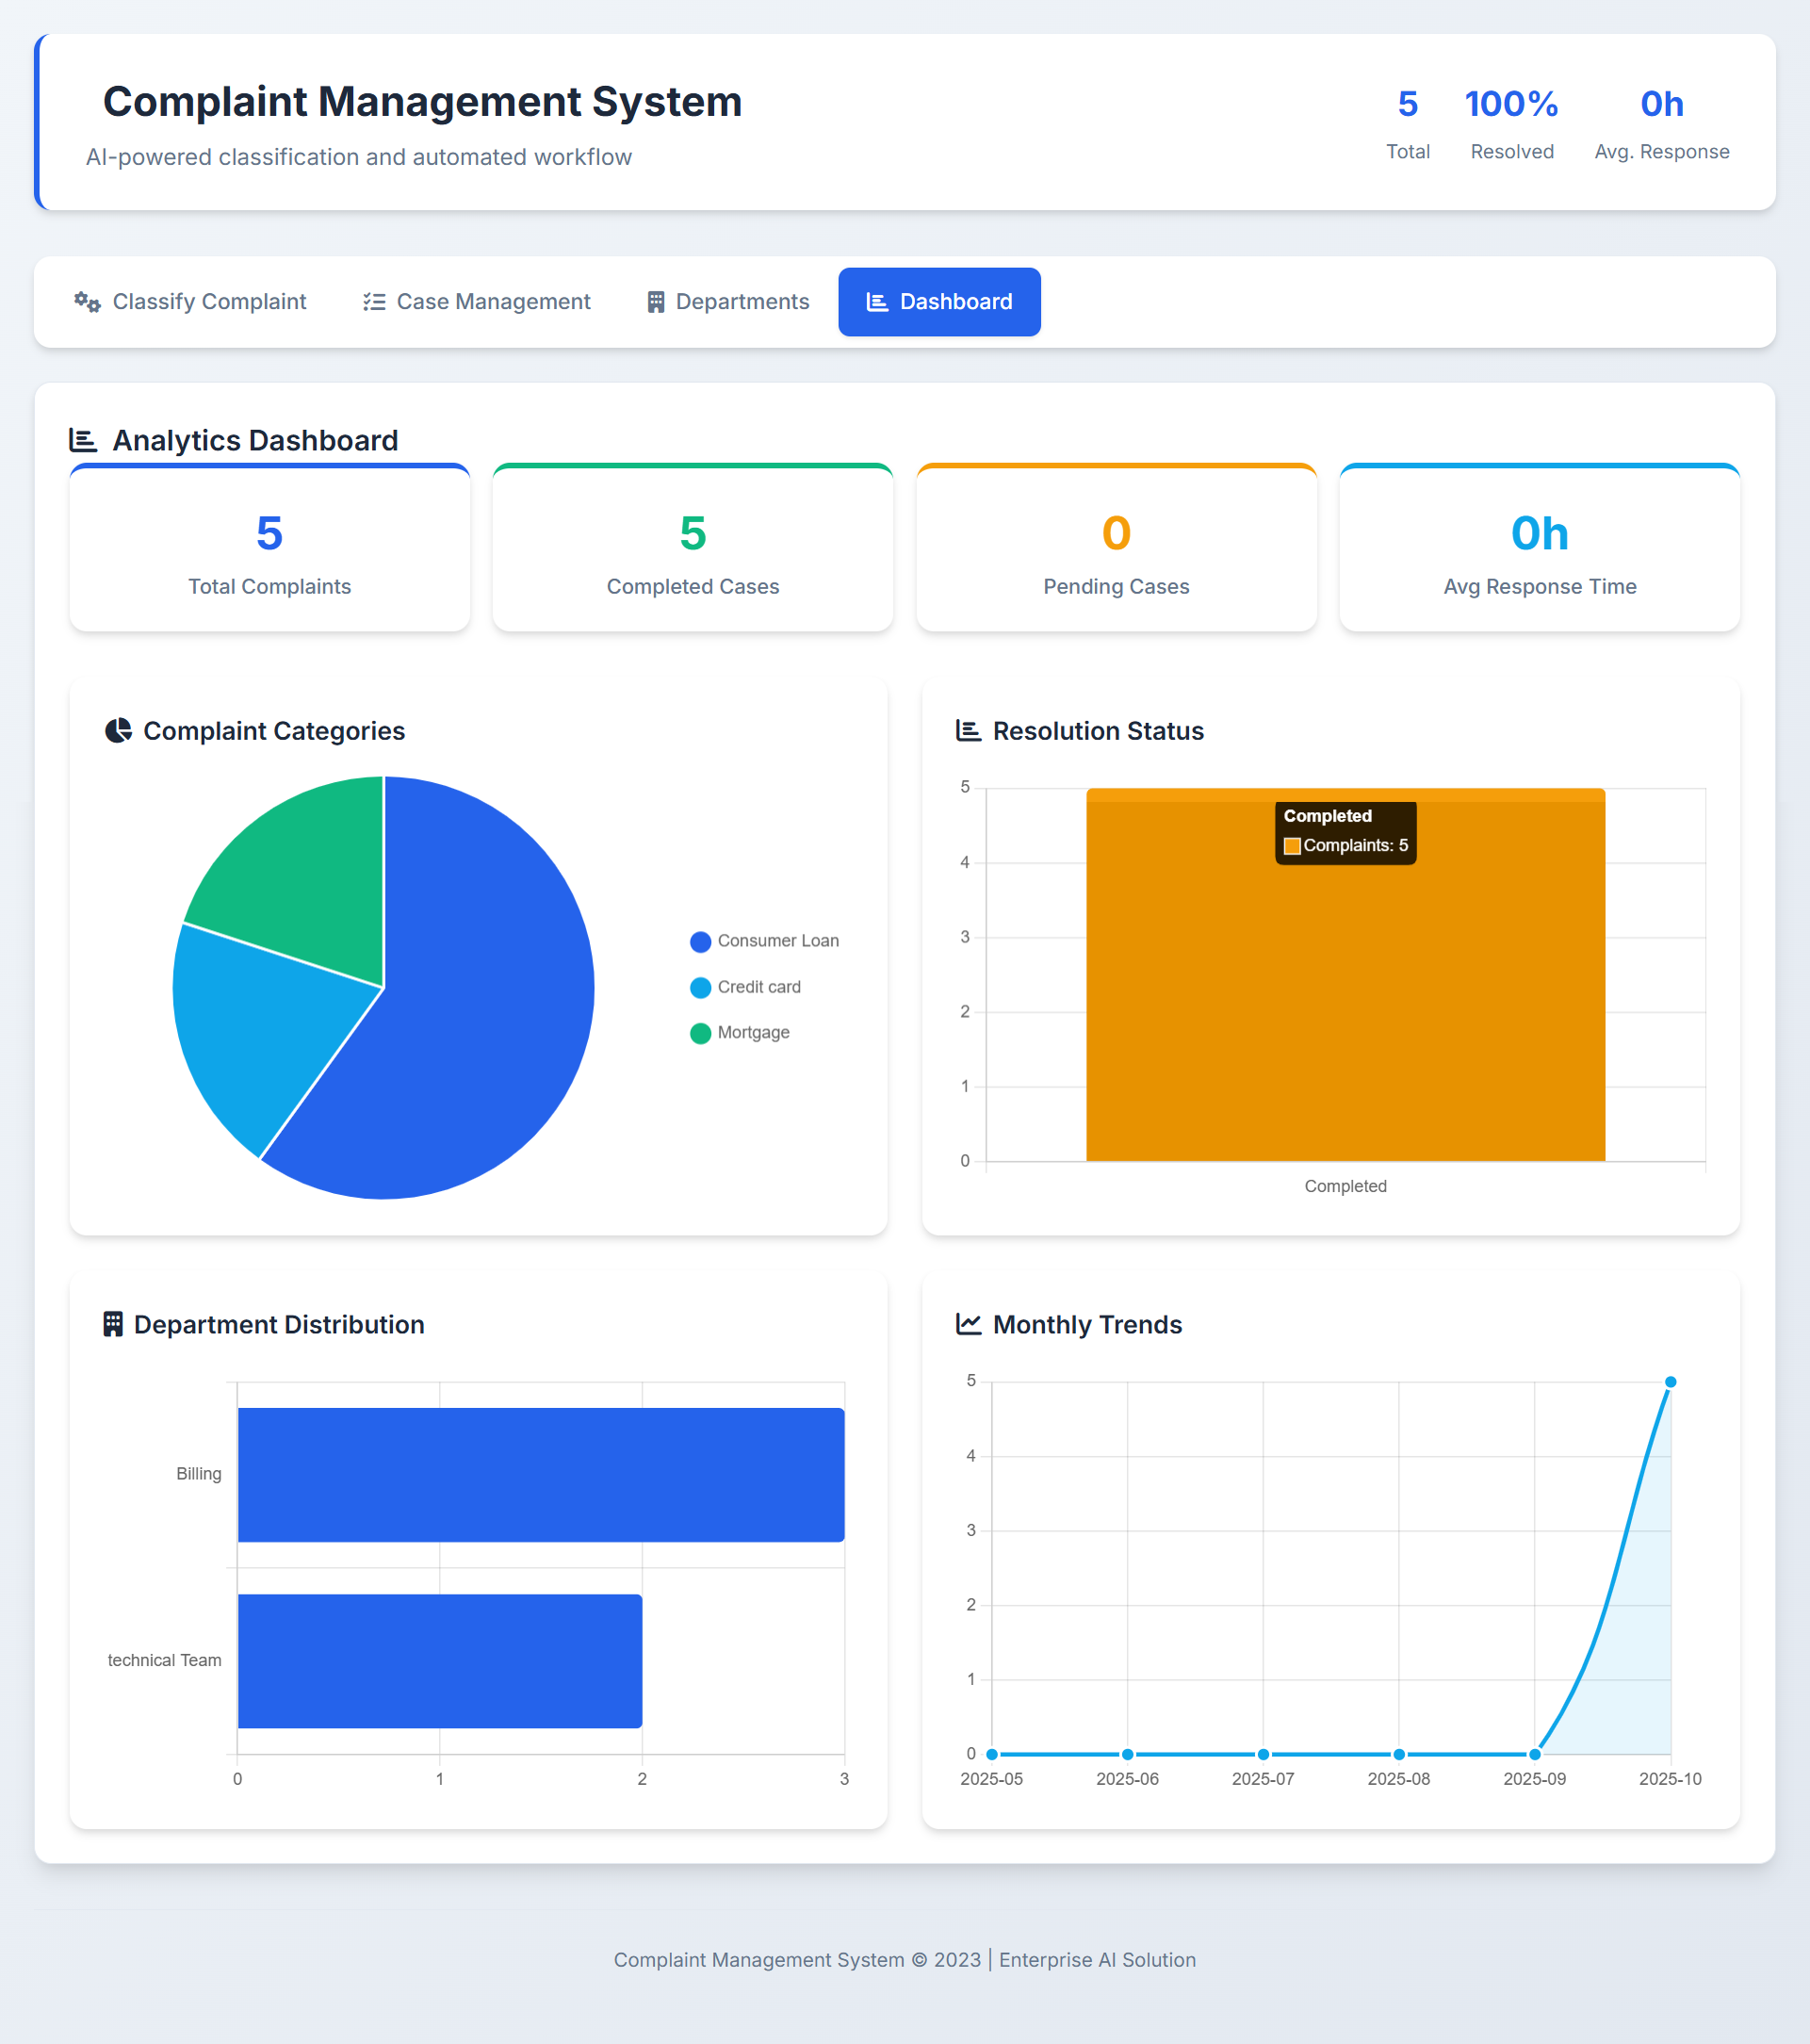 Complaint Management System
AI-powered classification and automated workflow
5
Total
100%
Resolved
0h
Avg. Response
Classify Complaint
Case Management
Departments
Dashboard
Analytics Dashboard
5
Total Complaints
5
Completed Cases
0
Pending Cases
0h
Avg Response Time
Complaint Categories
Consumer Loan
Credit card
Mortgage
Resolution Status
5
4
3
2
1
0
Completed
Complaints: 5
Completed
Department Distribution
Billing
technical Team
0 1 2 3
Monthly Trends
5
4
3
2
1
0
2025-05 2025-06 2025-07 2025-08 2025-09 2025-10
Complaint Management System © 2023 | Enterprise AI Solution